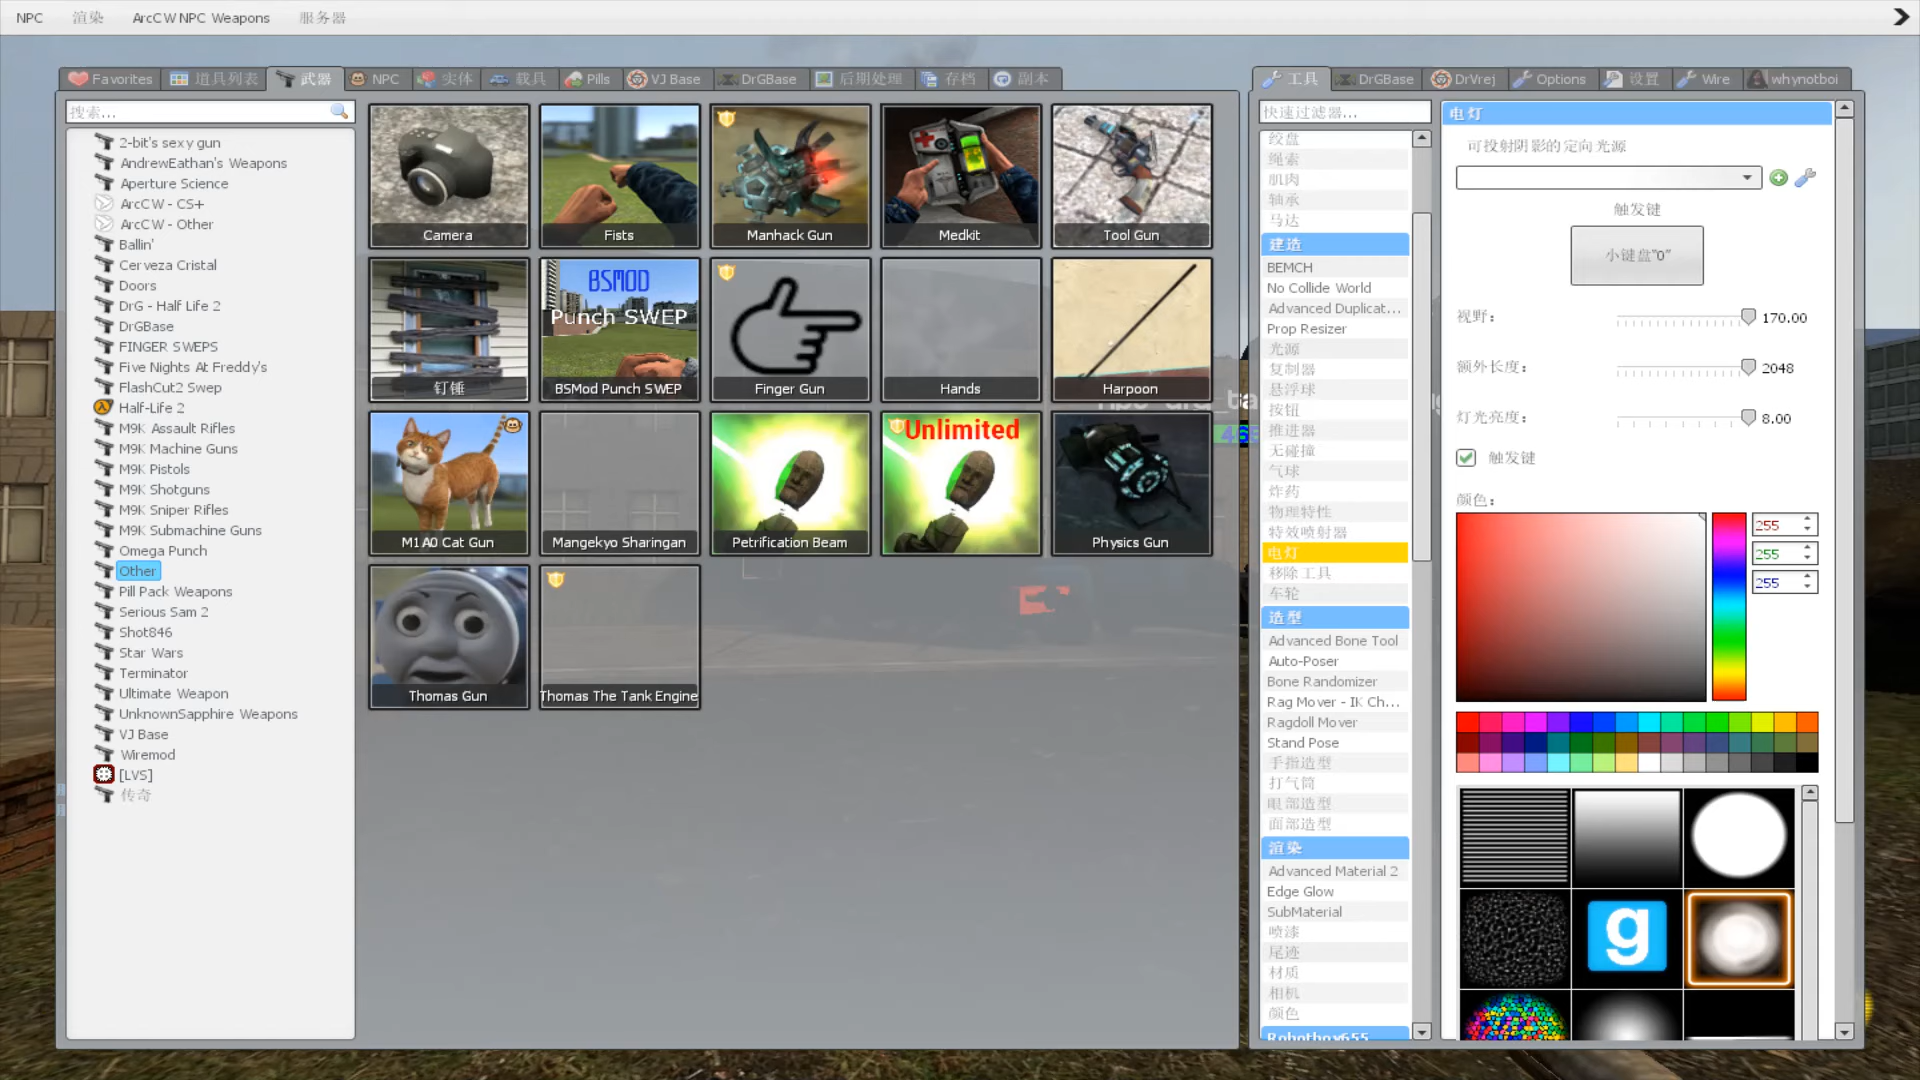 NPC 渲染 ArcCW NPC Weapons 服务器
Favorites 道具列表 武器 NPC 实体 载具 Pills VJ Base DrGBase 后期处理 存档 副本
搜索...
2-bit's sexy gun
AndrewEathan's Weapons
Aperture Science
ArcCW - CS+
ArcCW - Other
Ballin'
Cerveza Cristal
Doors
DrG - Half Life 2
DrGBase
FINGER SWEPS
Five Nights At Freddy's
FlashCut2 Swep
Half-Life 2
M9K Assault Rifles
M9K Machine Guns
M9K Pistols
M9K Shotguns
M9K Sniper Rifles
M9K Submachine Guns
Omega Punch
Other
Pill Pack Weapons
Serious Sam 2
Shot846
Star Wars
Terminator
Ultimate Weapon
UnknownSapphire Weapons
VJ Base
Wiremod
[LVS]
传奇
Camera
Fists
Manhack Gun
Medkit
Tool Gun
钉锤
BSMOD
Punch SWEP
BSMod Punch SWEP
Finger Gun
Hands
Harpoon
M1A0 Cat Gun
Mangekyo Sharingan
Petrification Beam
Unlimited
Physics Gun
Thomas Gun
Thomas The Tank Engine
工具 DrGBase DrVrej Options 设置 Wire whynotboi
快速过滤器...
绞盘
绳索
肌肉
轴承
马达
建造
BEMCH
No Collide World
Advanced Duplicat...
Prop Resizer
光源
复制器
悬浮球
按钮
推进器
无碰撞
气球
炸药
物理特性
特效喷射器
电灯
移除工具
车轮
造型
Advanced Bone Tool
Auto-Poser
Bone Randomizer
Rag Mover - IK Ch...
Ragdoll Mover
Stand Pose
手指造型
打气筒
眼部造型
面部造型
渲染
Advanced Material 2
Edge Glow
SubMaterial
喷漆
尾迹
材质
相机
颜色
Robotboy655
电灯
可投射阴影的定向光源
触发键
小键盘"0"
视野: 170.00
额外长度: 2048
灯光亮度: 8.00
触发键
颜色:
255
255
255
g